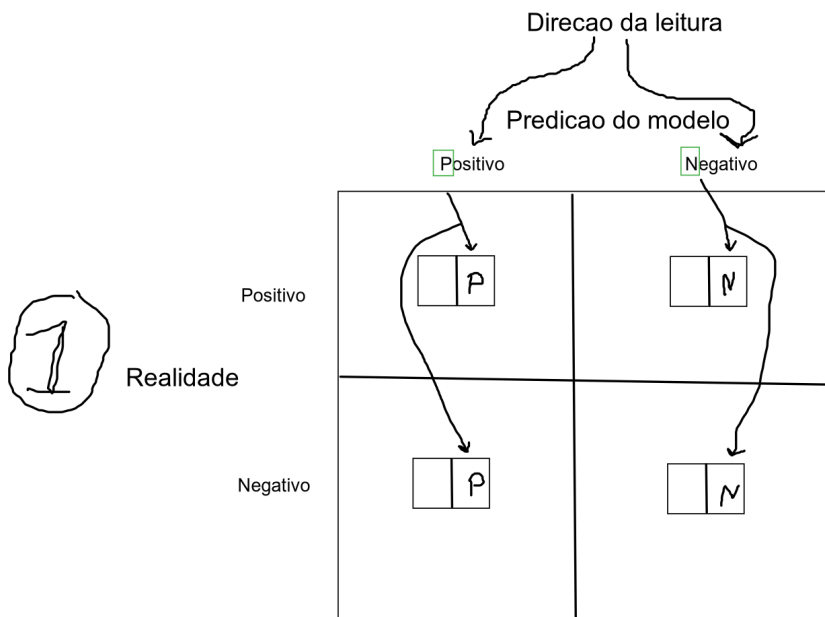 Direcao da leitura
Predicao do modelo
Positivo Negativo
Positivo P N
1 Realidade
Negativo P N